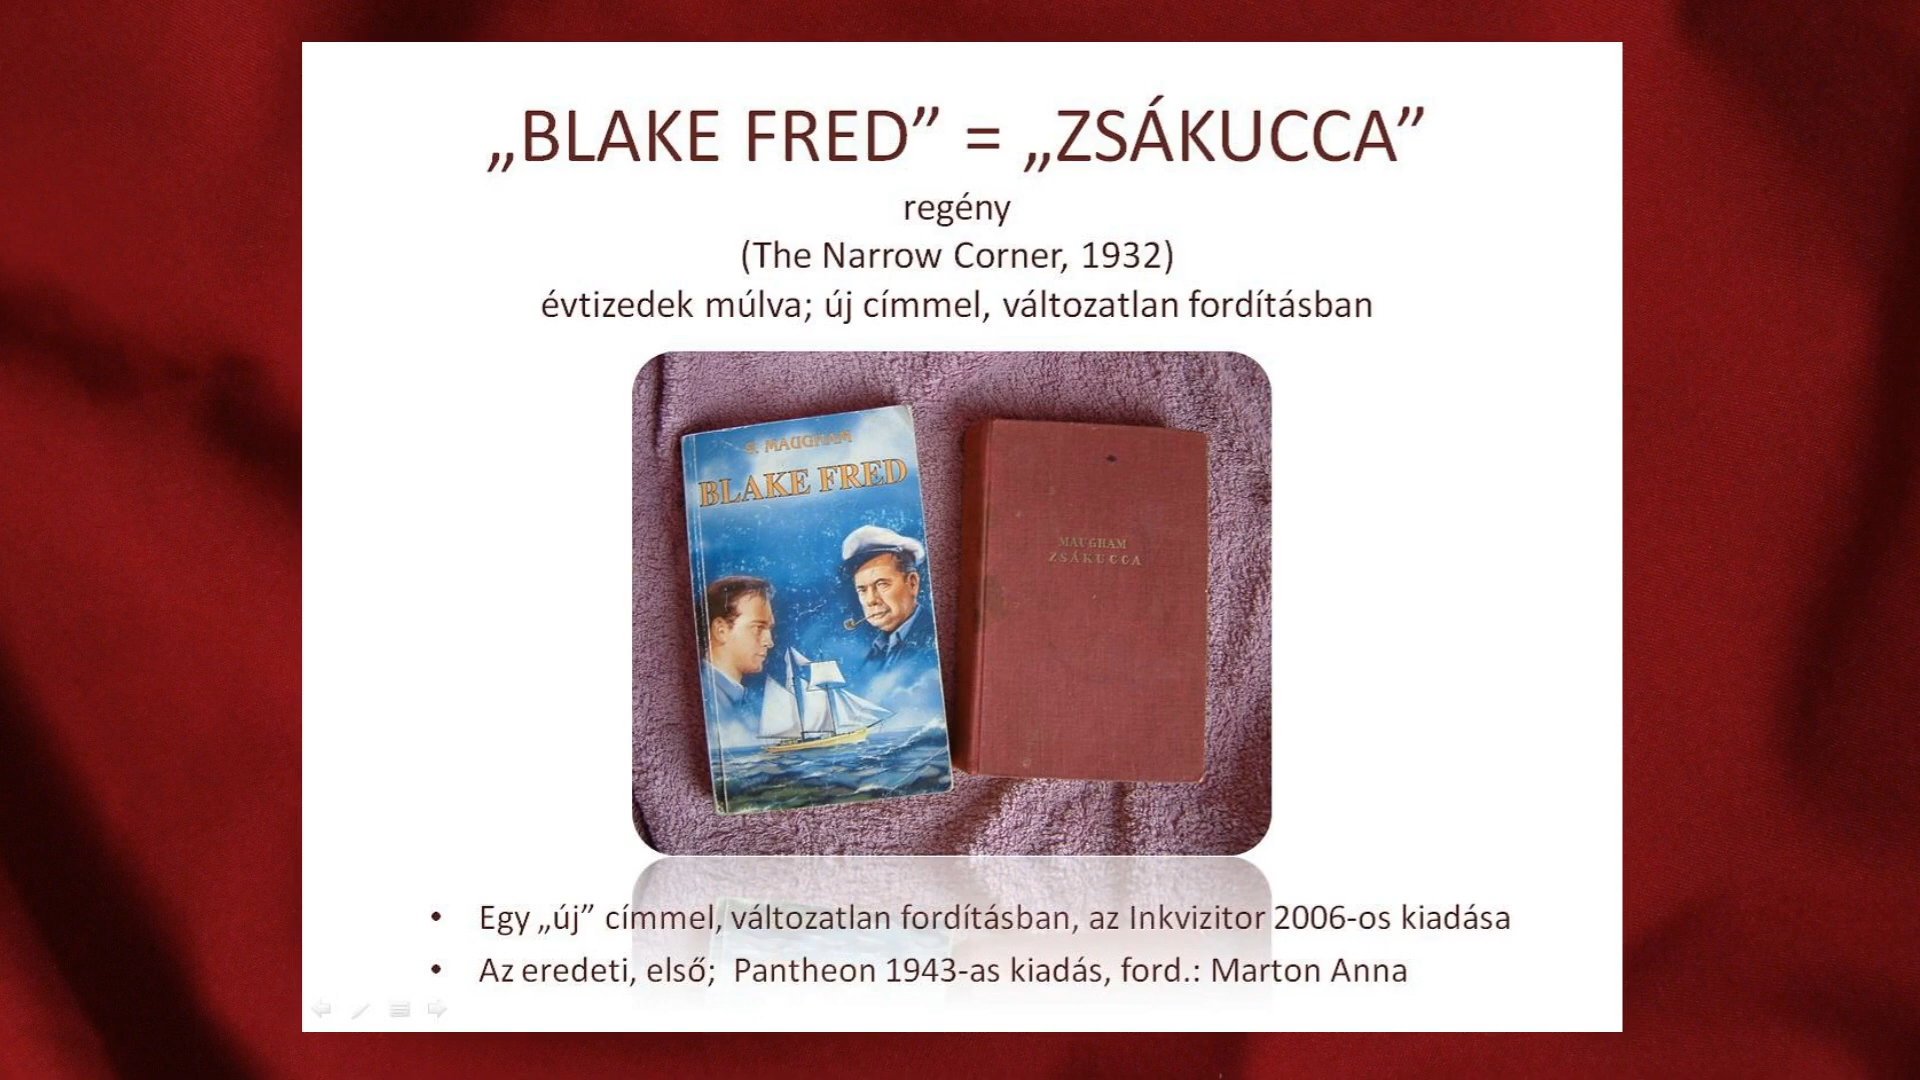 „BLAKE FRED” = „ZSÁKUCCA”
regény
(The Narrow Corner, 1932)
évtizedek múlva; új címmel, változatlan fordításban
S. MAUGHAM
BLAKE FRED
MAUGHAM
ZSÁKUCCA
• Egy „új” címmel, változatlan fordításban, az Inkvizitor 2006-os kiadása
• Az eredeti, első;  Pantheon 1943-as kiadás, ford.: Marton Anna